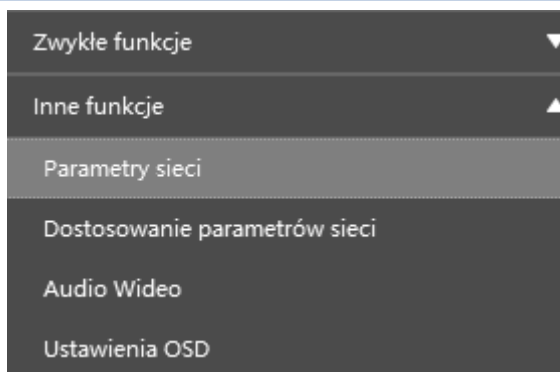 Zwykłe funkcje
Inne funkcje
Parametry sieci
Dostosowanie parametrów sieci
Audio Wideo
Ustawienia OSD